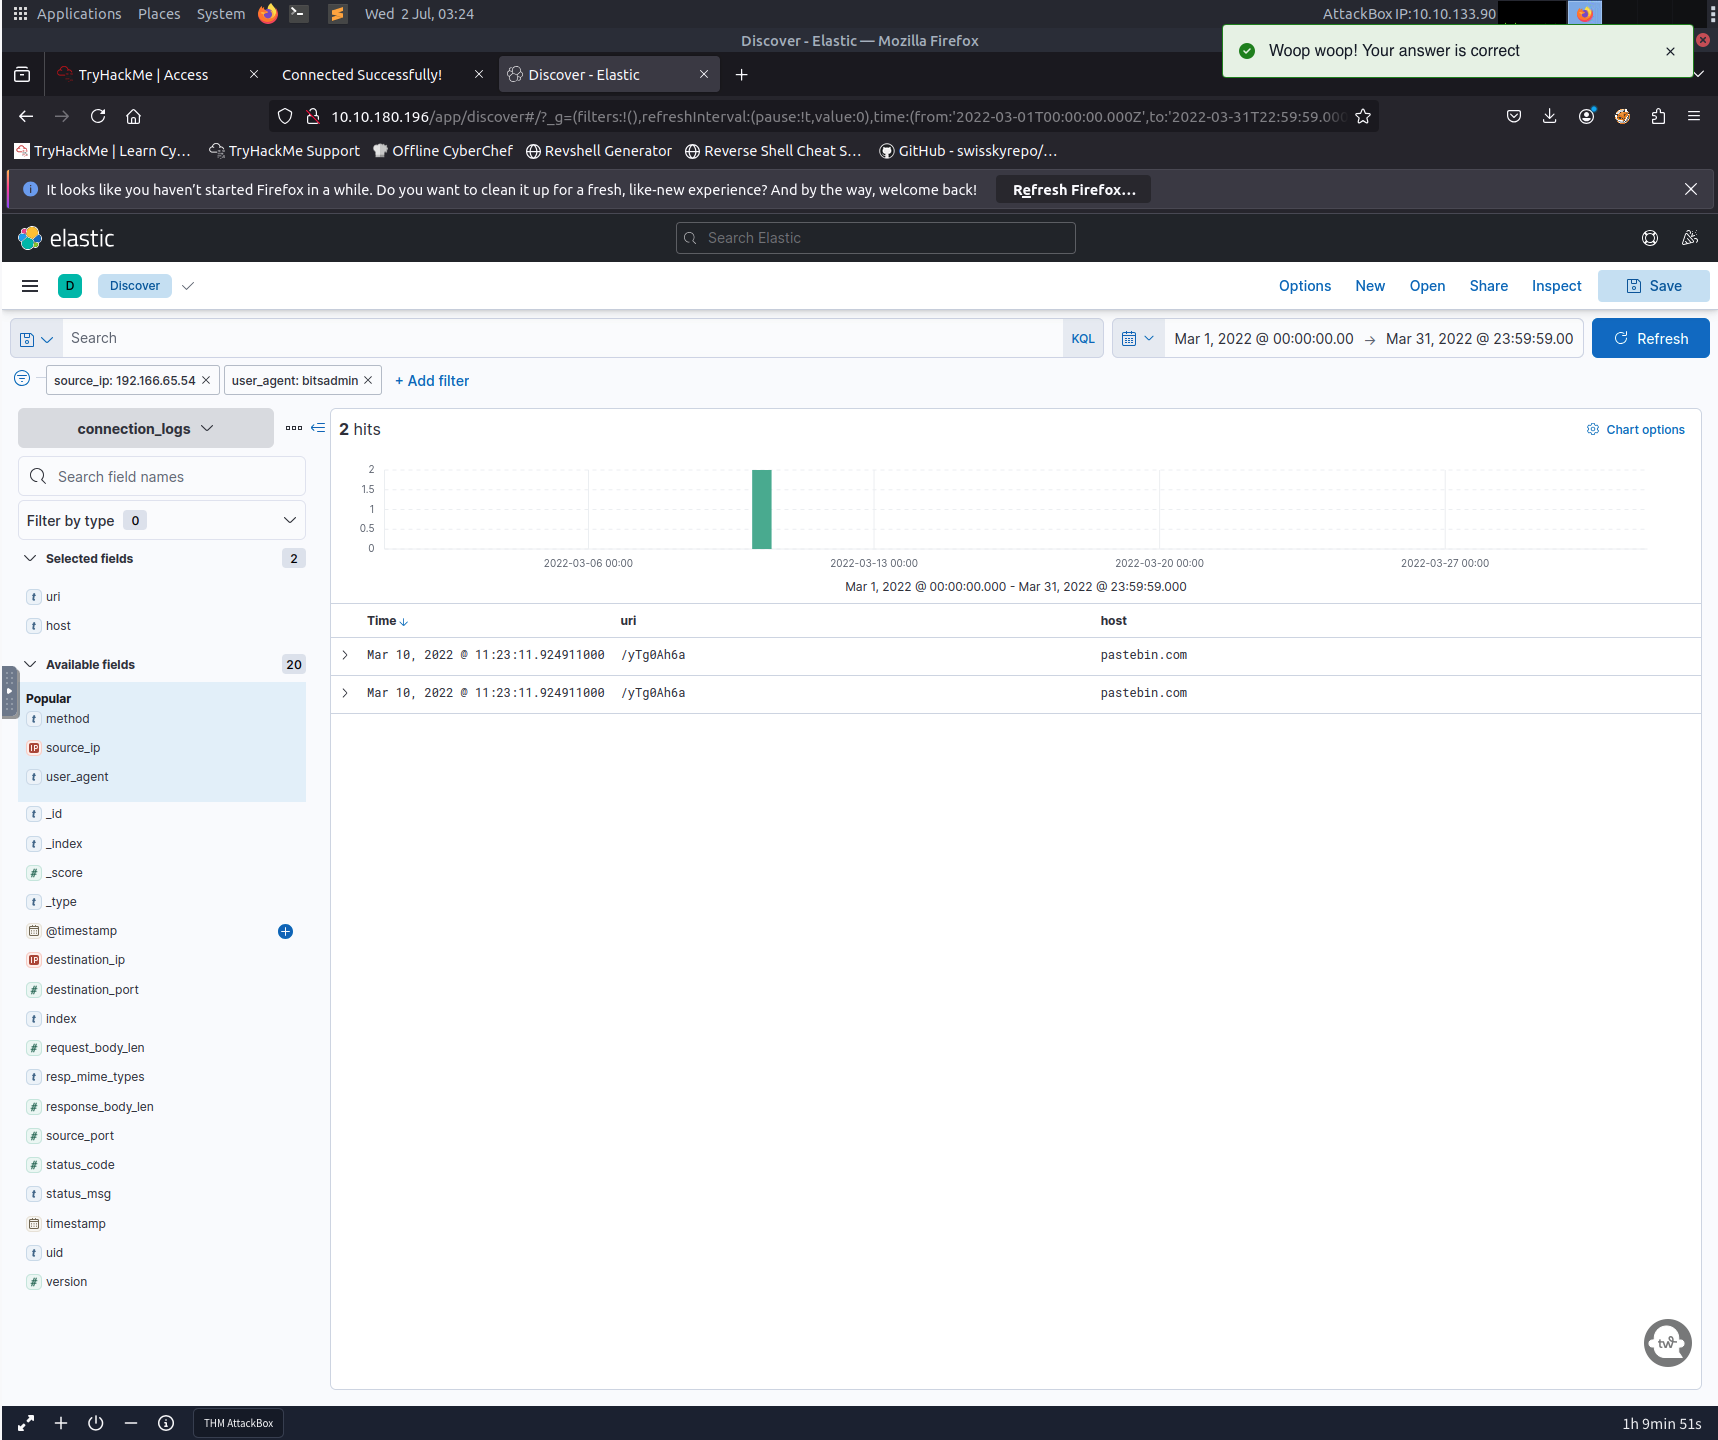 Applications Places System Wed 2 Jul, 03:24 AttackBox IP:10.10.133.90
Discover - Elastic — Mozilla Firefox
Woop woop! Your answer is correct
TryHackMe | Access Connected Successfully! Discover - Elastic
10.10.180.196/app/discover#/?_g=(filters:!(),refreshInterval:(pause:!t,value:0),time:(from:'2022-03-01T00:00:00.000Z',to:'2022-03-31T22:59:59.000
TryHackMe | Learn Cy… TryHackMe Support Offline CyberChef Revshell Generator Reverse Shell Cheat S… GitHub - swisskyrepo/…
It looks like you haven’t started Firefox in a while. Do you want to clean it up for a fresh, like-new experience? And by the way, welcome back! Refresh Firefox…
elastic Search Elastic
D Discover Options New Open Share Inspect Save
Search KQL Mar 1, 2022 @ 00:00:00.00 → Mar 31, 2022 @ 23:59:59.00 Refresh
source_ip: 192.166.65.54 user_agent: bitsadmin + Add filter
connection_logs
2 hits Chart options
Search field names
Filter by type 0
Selected fields 2
t uri
t host
Available fields 20
Popular
t method
IP source_ip
t user_agent
t _id
t _index
# _score
t _type
@timestamp
IP destination_ip
# destination_port
t index
# request_body_len
t resp_mime_types
# response_body_len
# source_port
# status_code
t status_msg
timestamp
t uid
# version
2
1.5
1
0.5
0
2022-03-06 00:00 2022-03-13 00:00 2022-03-20 00:00 2022-03-27 00:00
Mar 1, 2022 @ 00:00:00.000 - Mar 31, 2022 @ 23:59:59.000
Time uri host
Mar 10, 2022 @ 11:23:11.924911000 /yTg0Ah6a pastebin.com
Mar 10, 2022 @ 11:23:11.924911000 /yTg0Ah6a pastebin.com
THM AttackBox 1h 9min 51s